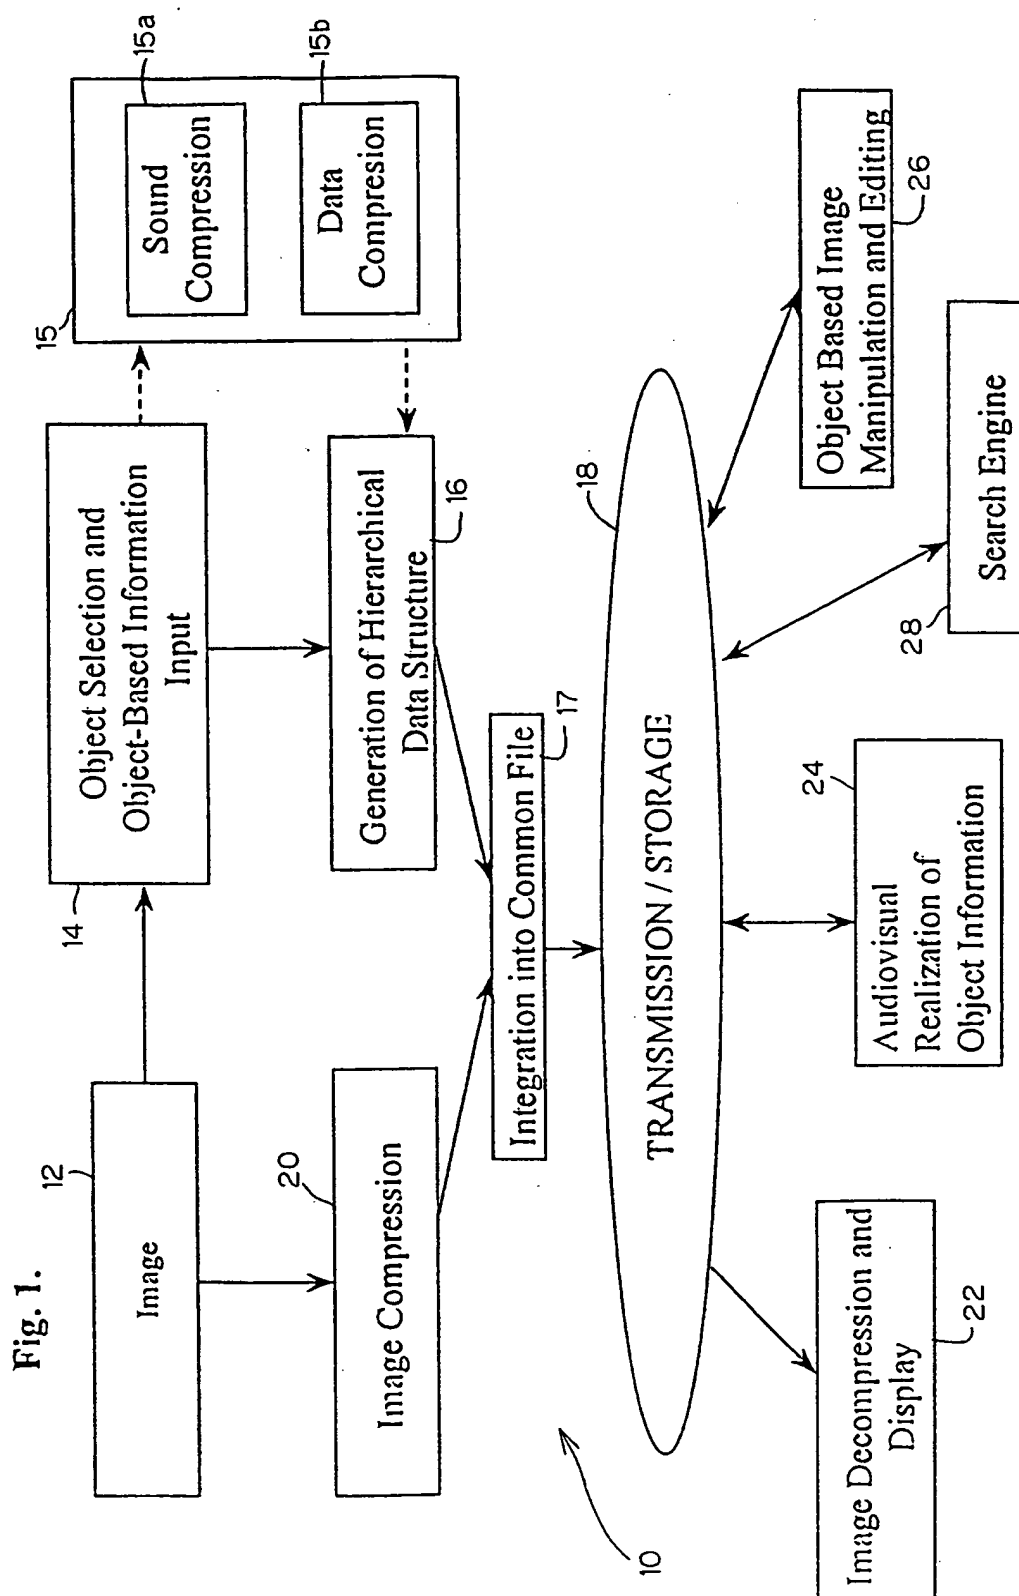 Fig. 1.
12
Image
14
Object Selection and
Object-Based Information
Input
15
Sound
Compression
15a
Data
Compresion
15b
20
Image Compression
Generation of Hierarchical
Data Structure
16
Integration into Common File
17
18
TRANSMISSION / STORAGE
10
Image Decompression and
Display
22
24
Audiovisual
Realization of
Object Information
28
Search Engine
Object Based Image
Manipulation and Editing
26